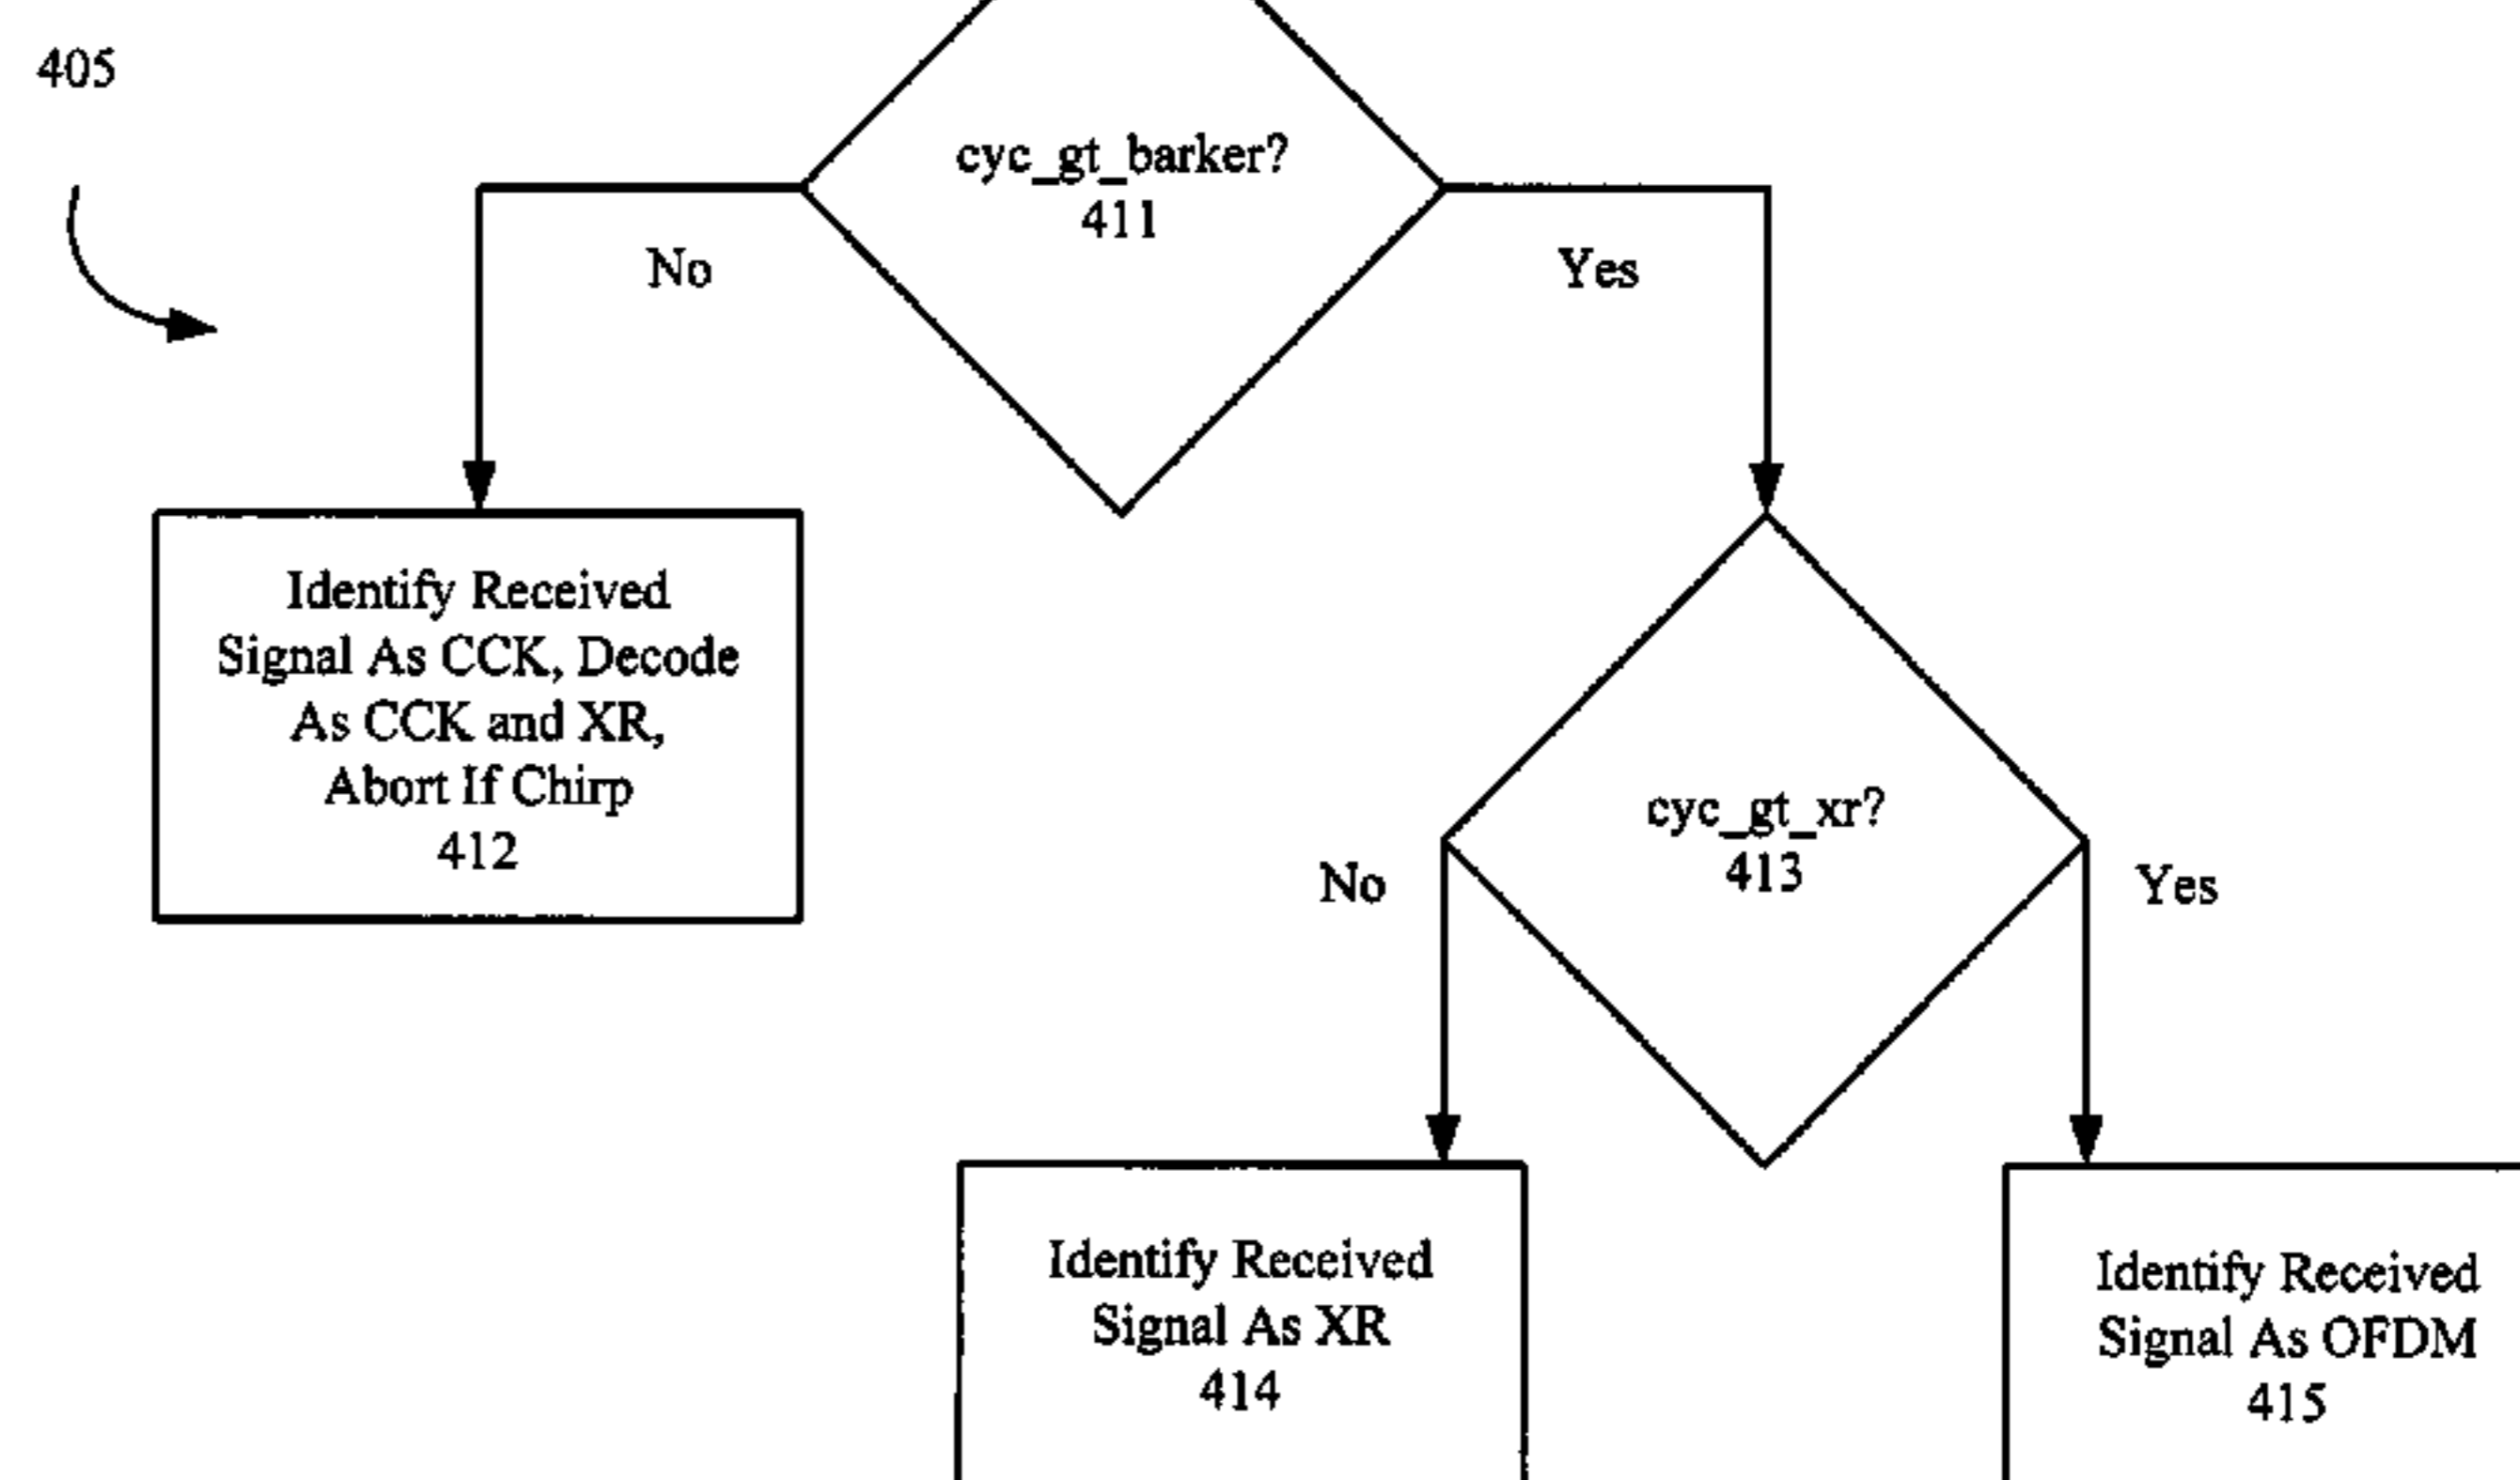 405
cyc_gt_barker?
411
No
Yes
Identify Received
Signal As CCK, Decode
As CCK and XR,
Abort If Chirp
412
cyc_gt_xr?
413
No
Yes
Identify Received
Signal As XR
414
Identify Received
Signal As OFDM
415